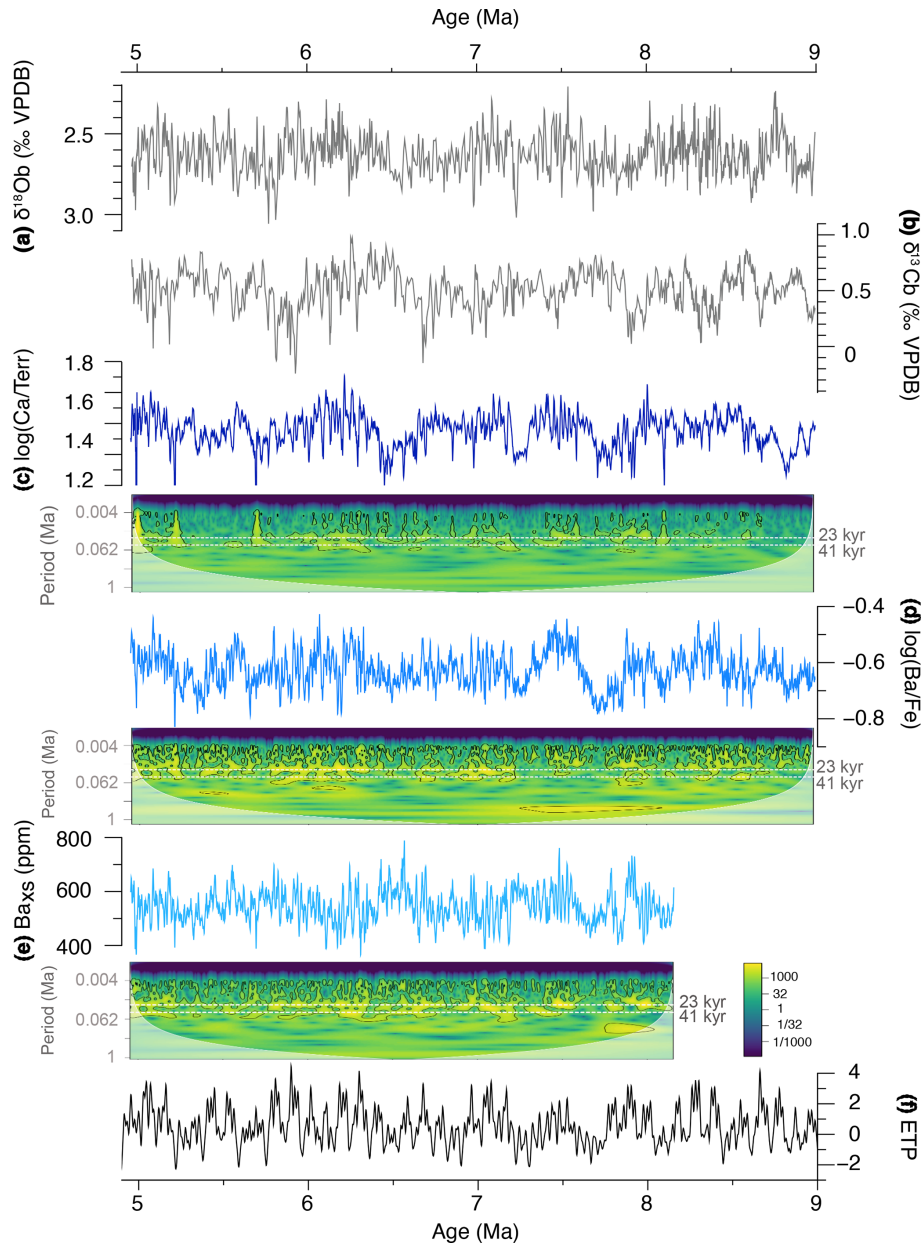 Age (Ma)
5 6 7 8 9
(a) δ¹⁸Ob (‰ VPDB)
2.5
3.0
(b) δ¹³Cb (‰ VPDB)
1.0
0.5
0
(c) log(Ca/Terr)
1.8
1.6
1.4
1.2
Period (Ma)
0.004
0.062
1
23 kyr
41 kyr
(d) log(Ba/Fe)
−0.4
−0.6
−0.8
Period (Ma)
0.004
0.062
1
23 kyr
41 kyr
(e) Baxs (ppm)
800
600
400
Period (Ma)
0.004
0.062
1
23 kyr
41 kyr
1000
32
1
1/32
1/1000
(f) ETP
4
2
0
−2
5 6 7 8 9
Age (Ma)